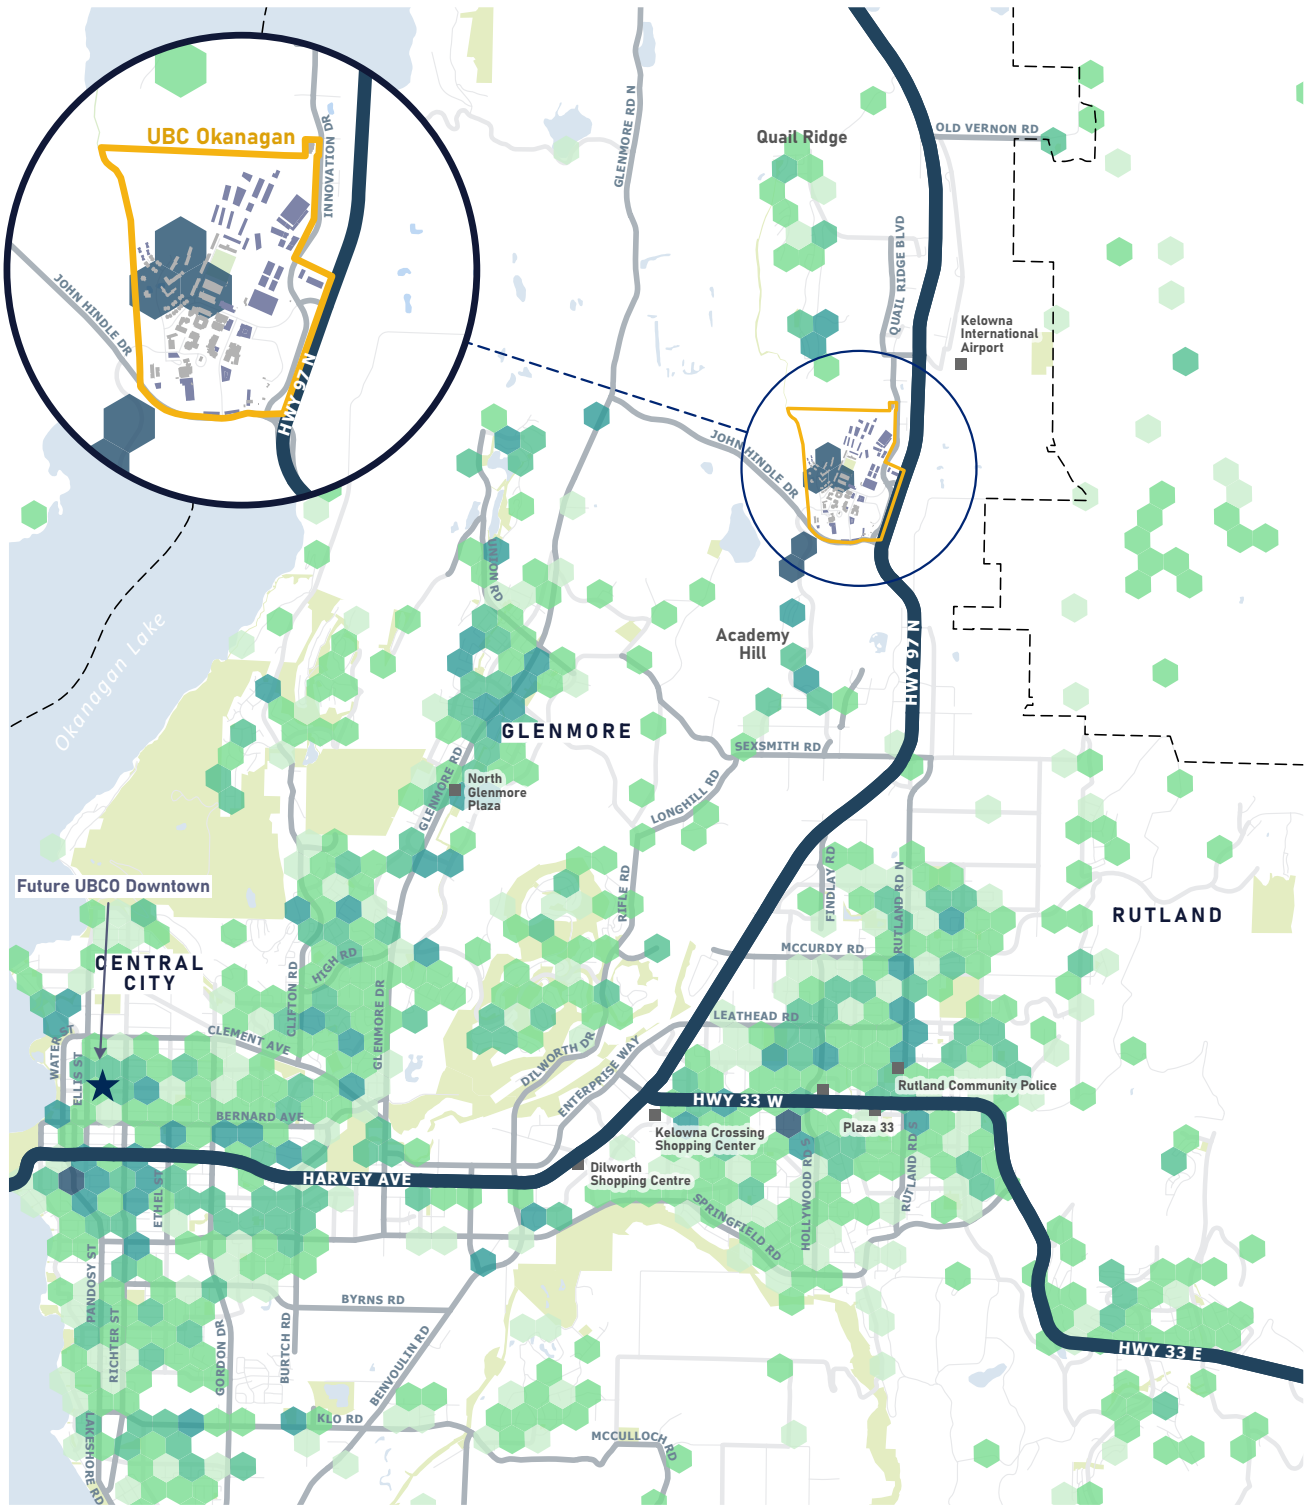 GLENMORE RD N
OLD VERNON RD
Quail Ridge
UBC Okanagan
INNOVATION DR
QUAIL RIDGE BLVD
JOHN HINDLE DR
Kelowna
International
Airport
HWY 97 N
JOHN HINDLE DR
UNION RD
Okanagan Lake
Academy
Hill
HWY 97 N
GLENMORE
SEXSMITH RD
North
Glenmore
Plaza
GLENMORE RD
LONGHILL RD
Future UBCO Downtown
RIFLE RD
FINDLAY RD
RUTLAND RD N
RUTLAND
MCCURDY RD
CENTRAL
CITY
HIGH RD
CLIFTON RD
GLENMORE DR
LEATHEAD RD
WATER ST
CLEMENT AVE
ELLIS ST
DILWORTH DR
ENTERPRISE WAY
Rutland Community Police
HWY 33 W
BERNARD AVE
Plaza 33
Kelowna Crossing
Shopping Center
Dilworth
Shopping Centre
HARVEY AVE
ETHEL ST
HOLLYWOOD RD S
RUTLAND RD S
SPRINGFIELD RD
PANDOSY ST
RICHTER ST
BYRNS RD
GORDON DR
BURTCH RD
BENVOULIN RD
HWY 33 E
KLO RD
LAKESHORE RD
MCCULLOCH RD